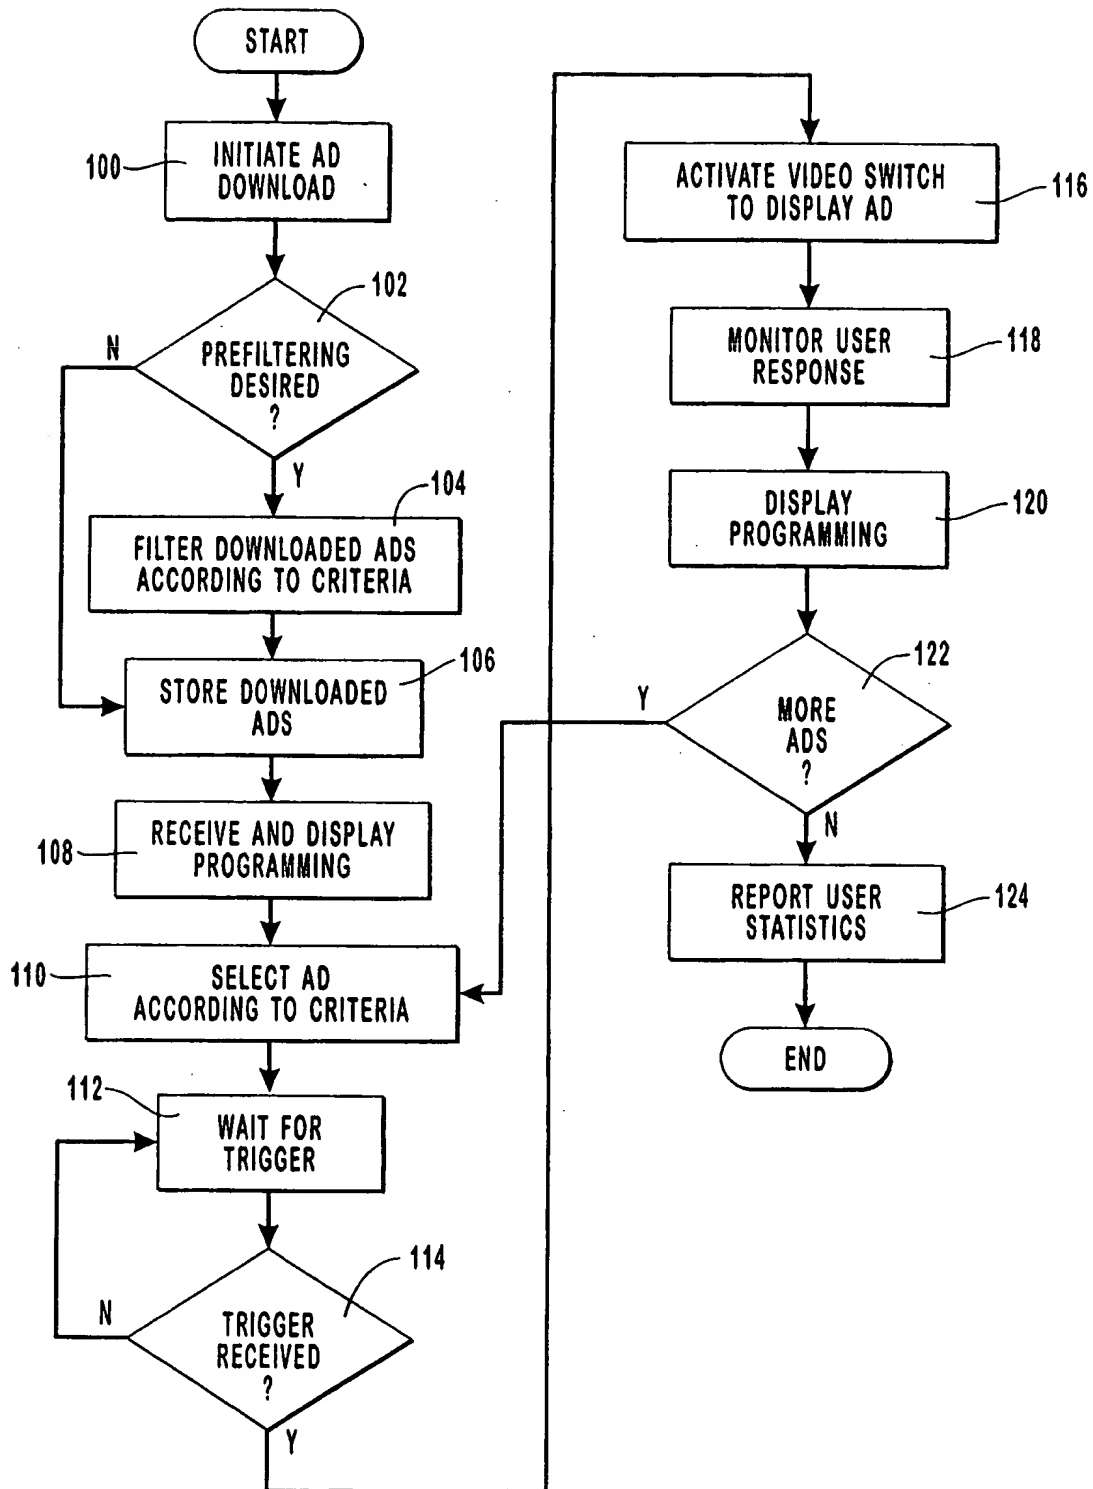 START
100
INITIATE AD
DOWNLOAD
102
N
PREFILTERING
DESIRED
?
Y
104
FILTER DOWNLOADED ADS
ACCORDING TO CRITERIA
106
STORE DOWNLOADED
ADS
108
RECEIVE AND DISPLAY
PROGRAMMING
110
SELECT AD
ACCORDING TO CRITERIA
112
WAIT FOR
TRIGGER
114
N
TRIGGER
RECEIVED
?
Y
ACTIVATE VIDEO SWITCH
TO DISPLAY AD
116
MONITOR USER
RESPONSE
118
DISPLAY
PROGRAMMING
120
122
Y
MORE
ADS
?
N
REPORT USER
STATISTICS
124
END